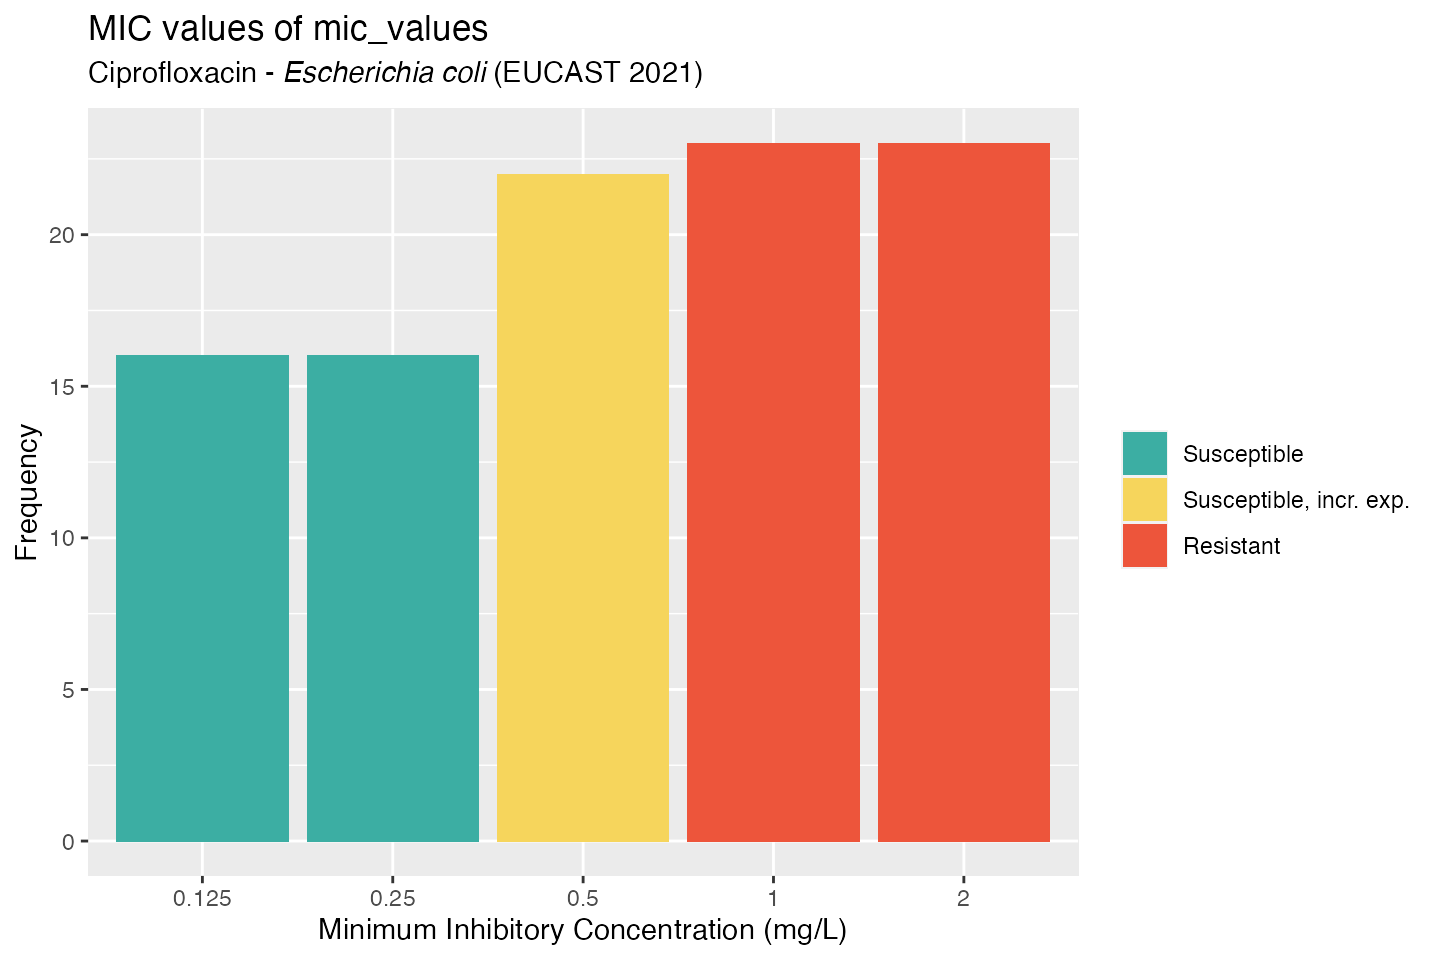 MIC values of mic_values
Ciprofloxacin - Escherichia coli (EUCAST 2021)
Frequency
20
15
10
5
0
0.125 0.25 0.5 1 2
Minimum Inhibitory Concentration (mg/L)
Susceptible
Susceptible, incr. exp.
Resistant